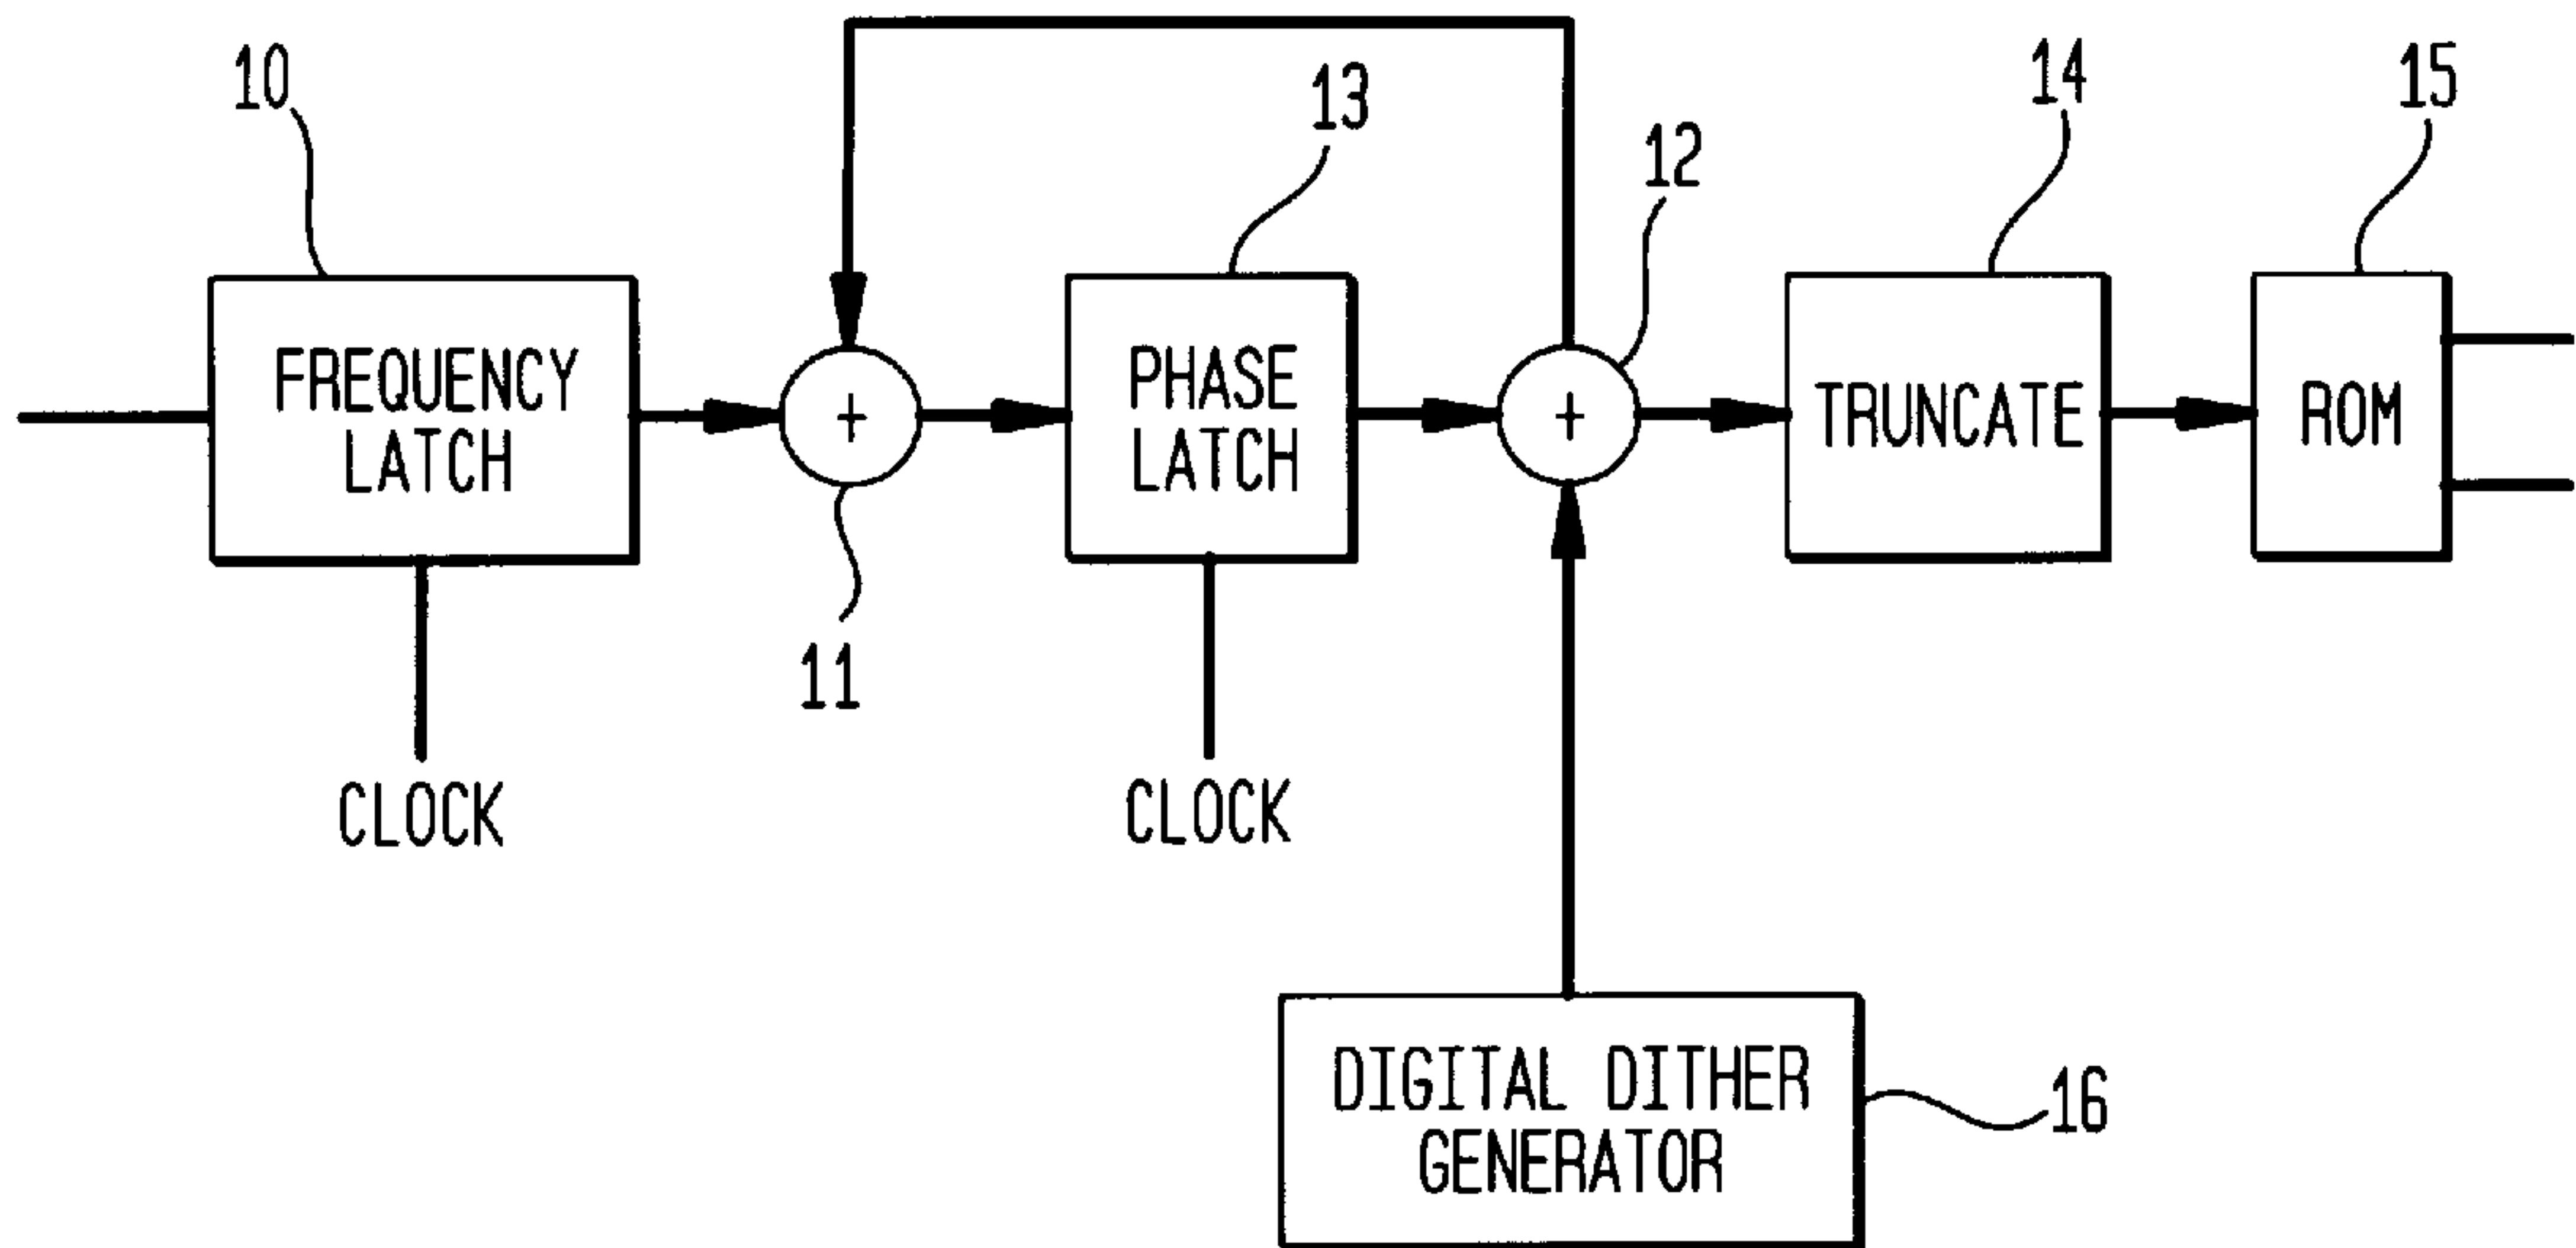 10
13
12
14
15
FREQUENCY
LATCH
+
PHASE
LATCH
+
TRUNCATE
ROM
11
CLOCK
CLOCK
DIGITAL DITHER
GENERATOR
16